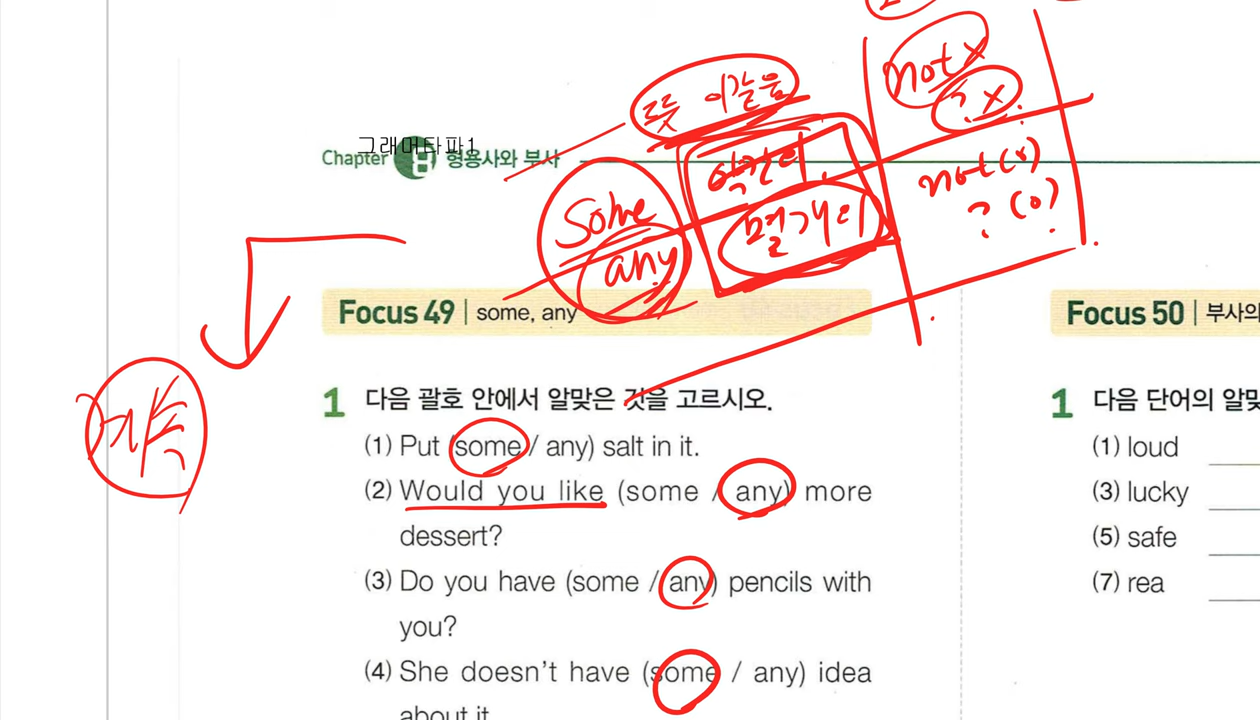 not x
? x
뜻 이갈음
그래머타파1
Chapter 8 형용사와 부사
약간의
not (o)
Some
몇개의
? (o)
any
Focus 49 | some, any
Focus 50 | 부사의
1 다음 괄호 안에서 알맞은 것을 고르시오.
(1) Put (some / any) salt in it.
(2) Would you like (some / any) more
dessert?
(3) Do you have (some / any) pencils with
you?
(4) She doesn't have (some / any) idea
about it
1 다음 단어의 알맞
(1) loud
(3) lucky
(5) safe
(7) rea